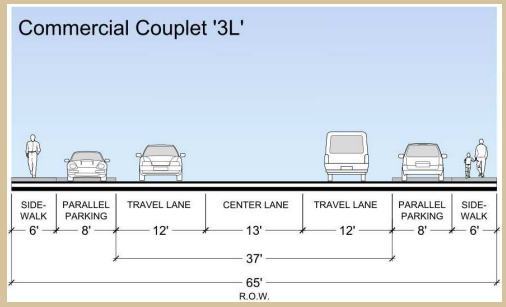 Commercial Couplet '3L'
SIDE-
WALK
PARALLEL
PARKING
TRAVEL LANE
CENTER LANE
TRAVEL LANE
PARALLEL
PARKING
SIDE-
WALK
6' 8' 12' 13' 12' 8' 6'
37'
65'
R.O.W.